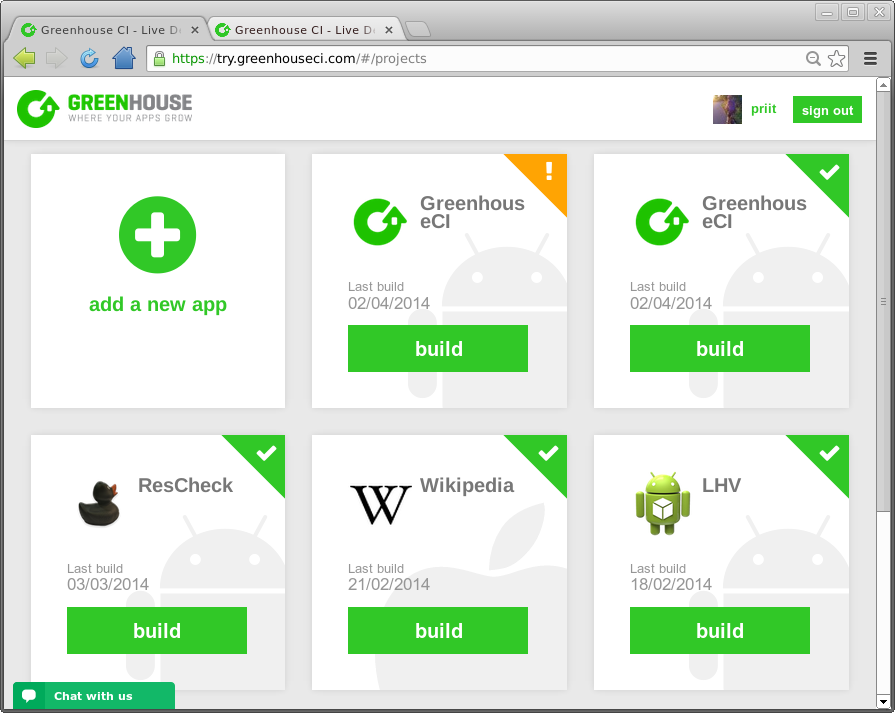 Greenhouse CI - Live D
Greenhouse CI - Live D
https://try.greenhouseci.com/#/projects
GREENHOUSE
WHERE YOUR APPS GROW
priit
sign out
add a new app
Greenhous
eCI
Last build
02/04/2014
build
Greenhous
eCI
Last build
02/04/2014
build
ResCheck
Last build
03/03/2014
build
W
Wikipedia
Last build
21/02/2014
build
LHV
Last build
18/02/2014
build
Chat with us